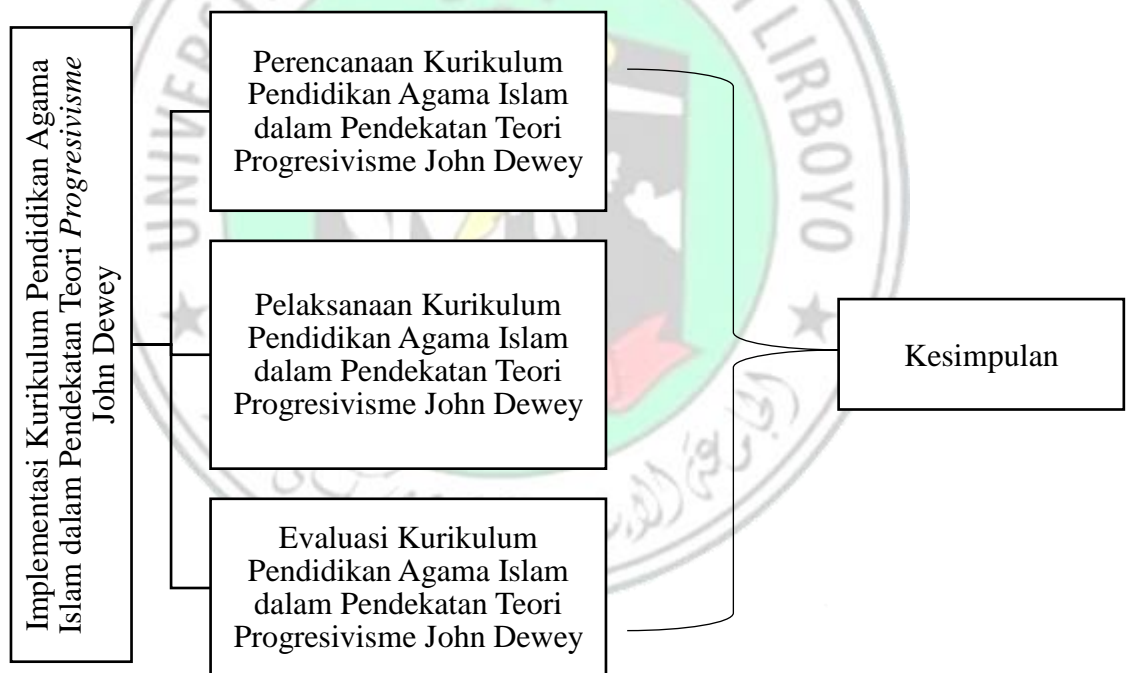 Implementasi Kurikulum Pendidikan Agama
Islam dalam Pendekatan Teori Progresivisme
John Dewey
Perencanaan Kurikulum
Pendidikan Agama Islam
dalam Pendekatan Teori
Progresivisme John Dewey
Pelaksanaan Kurikulum
Pendidikan Agama Islam
dalam Pendekatan Teori
Progresivisme John Dewey
Evaluasi Kurikulum
Pendidikan Agama Islam
dalam Pendekatan Teori
Progresivisme John Dewey
Kesimpulan
LIRBOYO